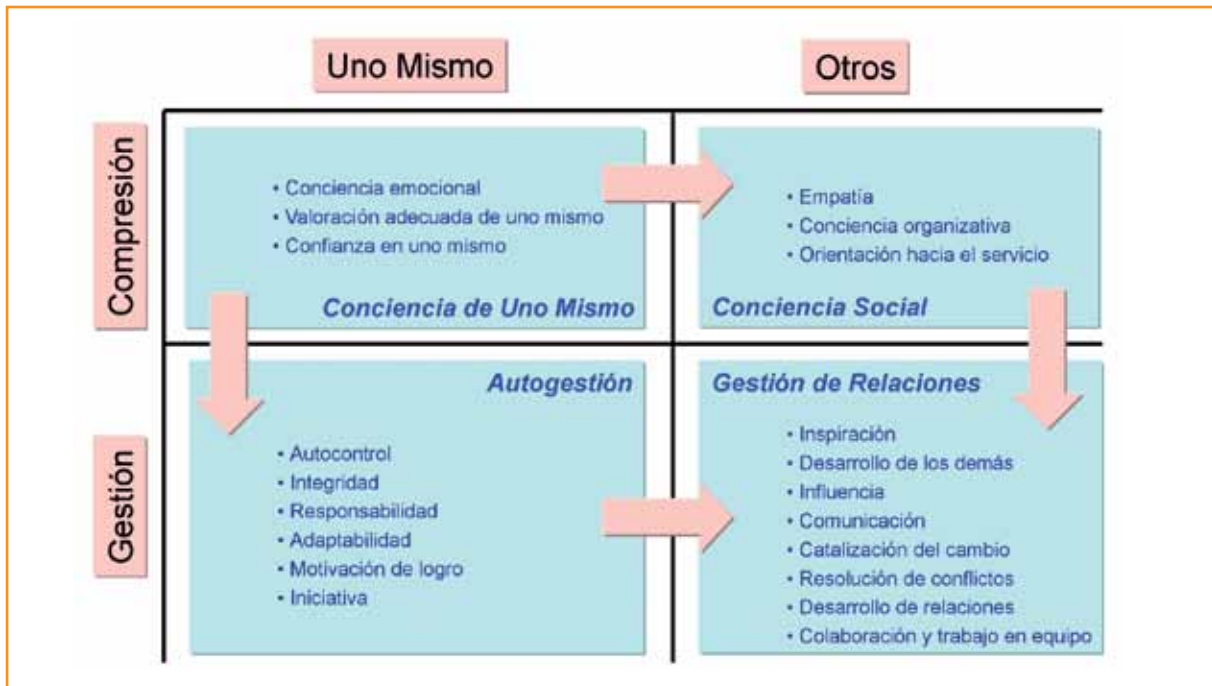 Uno Mismo
Otros
Compresión
• Conciencia emocional
• Valoración adecuada de uno mismo
• Confianza en uno mismo
Conciencia de Uno Mismo
• Empatía
• Conciencia organizativa
• Orientación hacia el servicio
Conciencia Social
Gestión
Autogestión
• Autocontrol
• Integridad
• Responsabilidad
• Adaptabilidad
• Motivación de logro
• Iniciativa
Gestión de Relaciones
• Inspiración
• Desarrollo de los demás
• Influencia
• Comunicación
• Catalización del cambio
• Resolución de conflictos
• Desarrollo de relaciones
• Colaboración y trabajo en equipo